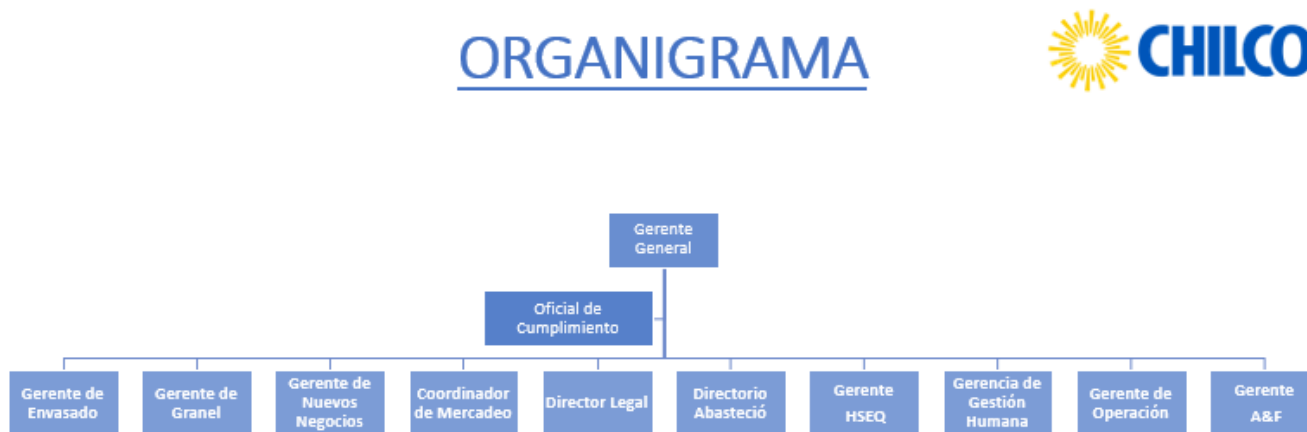 ORGANIGRAMA
CHILCO
Gerente
General
Oficial de
Cumplimiento
Gerente de
Envasado
Gerente de
Granel
Gerente de
Nuevos
Negocios
Coordinador
de Mercadeo
Director Legal
Directorio
Abasteció
Gerente
HSEQ
Gerencia de
Gestión
Humana
Gerente de
Operación
Gerente
A&F